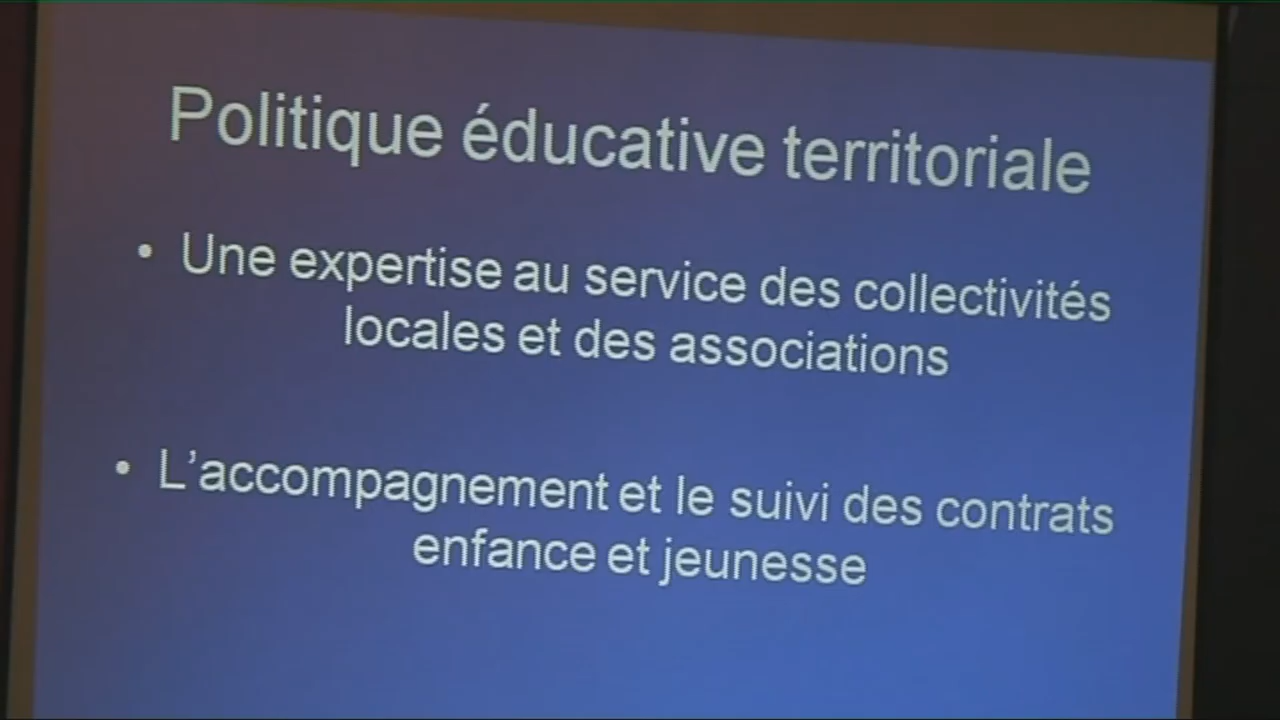 Politique éducative territoriale
• Une expertise au service des collectivités
locales et des associations
• L’accompagnement et le suivi des contrats
enfance et jeunesse